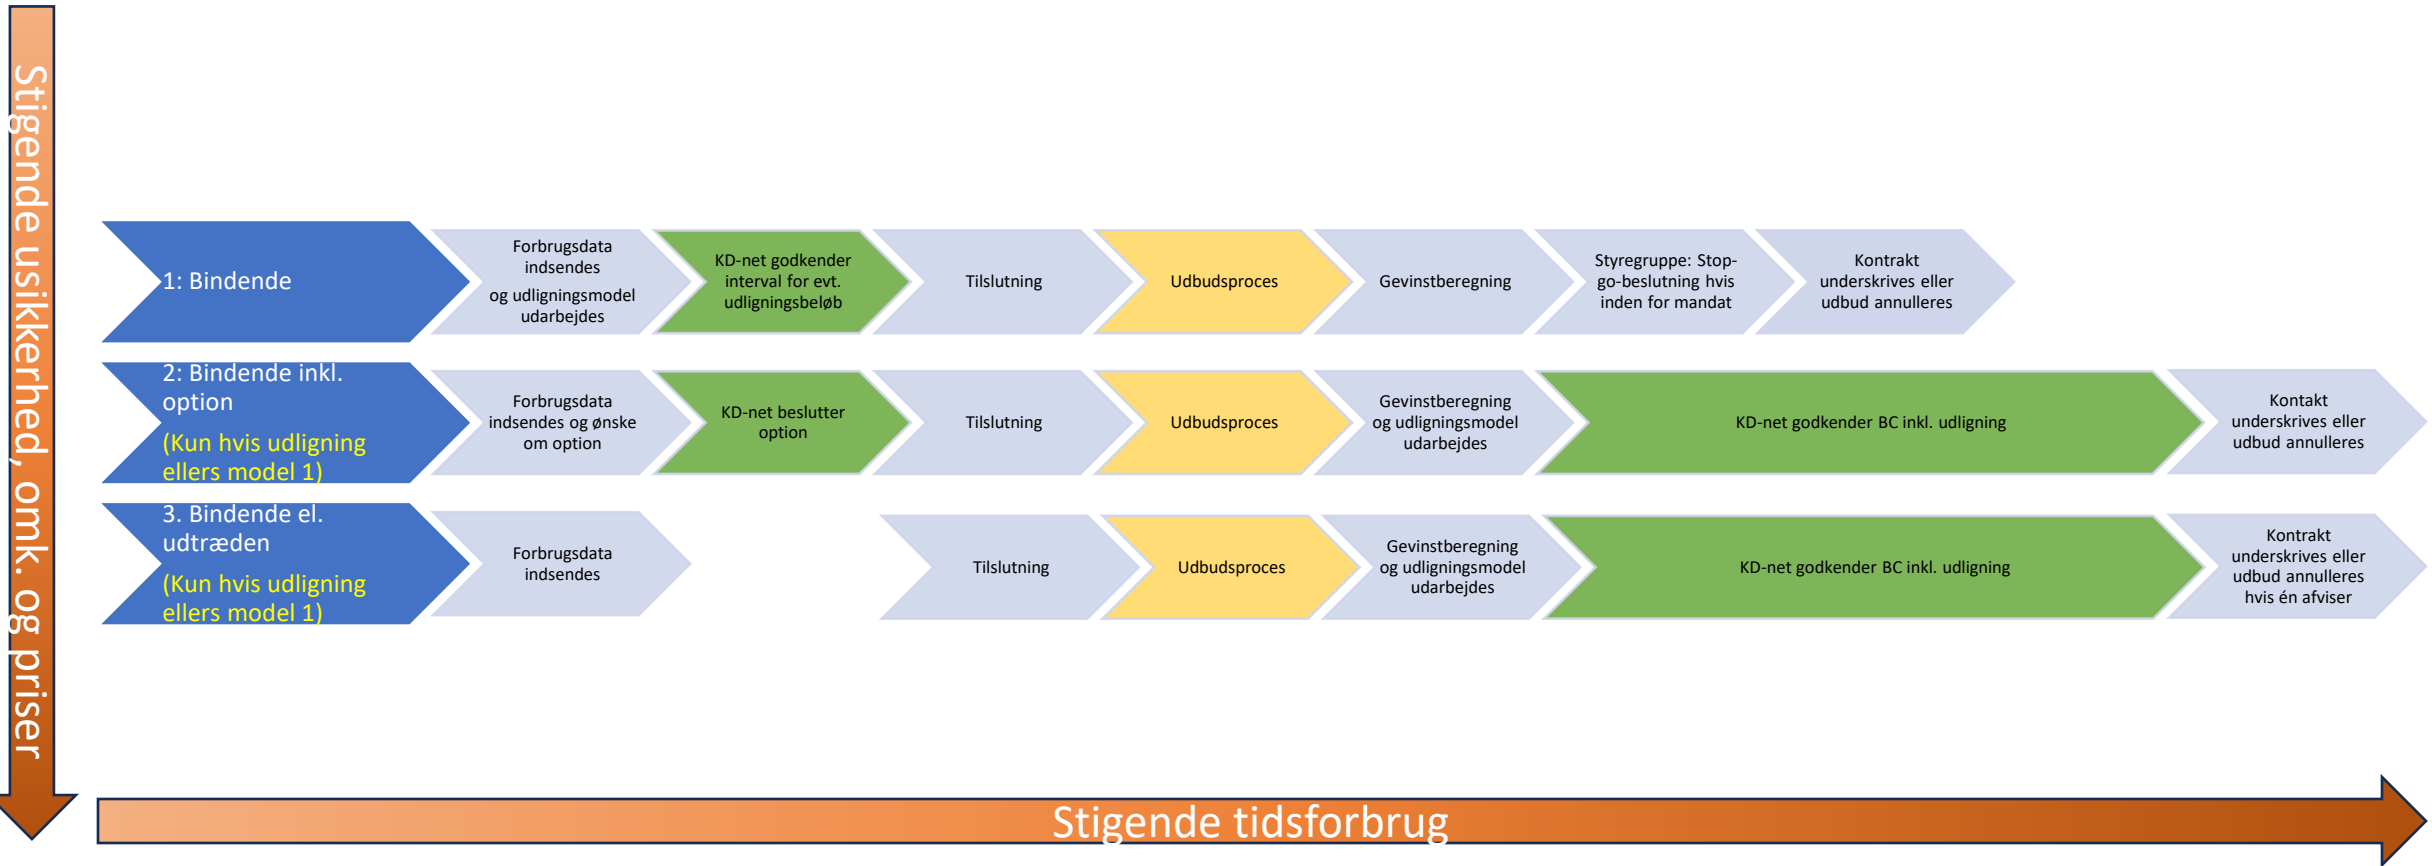 Stigende usikkerhed, omk. og priser
1: Bindende
Forbrugsdata
indsendes
og udligningsmodel
udarbejdes
KD-net godkender
interval for evt.
udligningsbeløb
Tilslutning
Udbudsproces
Gevinstberegning
Styregruppe: Stop-
go-beslutning hvis
inden for mandat
Kontrakt
underskrives eller
udbud annulleres
2: Bindende inkl.
option
(Kun hvis udligning
ellers model 1)
Forbrugsdata
indsendes og ønske
om option
KD-net beslutter
option
Tilslutning
Udbudsproces
Gevinstberegning
og udligningsmodel
udarbejdes
KD-net godkender BC inkl. udligning
Kontakt
underskrives eller
udbud annulleres
3. Bindende el.
udtræden
(Kun hvis udligning
ellers model 1)
Forbrugsdata
indsendes
Tilslutning
Udbudsproces
Gevinstberegning
og udligningsmodel
udarbejdes
KD-net godkender BC inkl. udligning
Kontrakt
underskrives eller
udbud annulleres
hvis én afviser
Stigende tidsforbrug